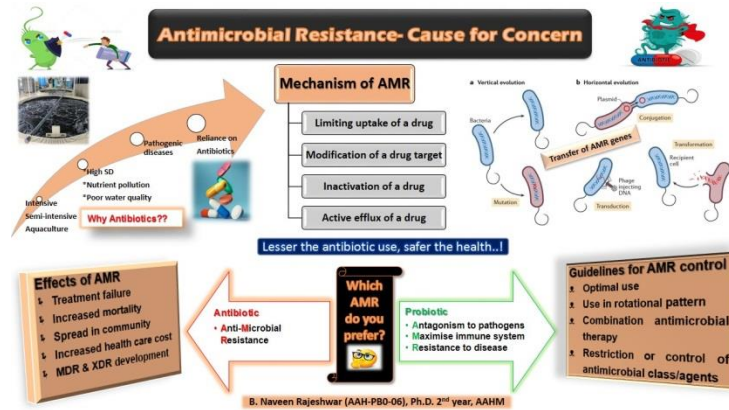 Antimicrobial Resistance- Cause for Concern
ANTIBIOTIC
Intensive
Semi-intensive
Aquaculture
*High SD
*Nutrient pollution
*Poor water quality
Pathogenic
diseases
Reliance on
Antibiotics
Why Antibiotics??
Mechanism of AMR
Limiting uptake of a drug
Modification of a drug target
Inactivation of a drug
Active efflux of a drug
a Vertical evolution
b Horizontal evolution
Plasmid
Bacteria
Conjugation
Transfer of AMR genes
Transformation
Recipient
cell
Phage
injecting
DNA
Mutation
Transduction
Lesser the antibiotic use, safer the health..!
Effects of AMR
Treatment failure
Increased mortality
Spread in community
Increased health care cost
MDR & XDR development
Antibiotic
Anti-Microbial
Resistance
Which
AMR
do you
prefer?
Probiotic
Antagonism to pathogens
Maximise immune system
Resistance to disease
Guidelines for AMR control
Optimal use
Use in rotational pattern
Combination antimicrobial
therapy
Restriction or control of
antimicrobial class/agents
B. Naveen Rajeshwar (AAH-PB0-06), Ph.D. 2nd year, AAHM